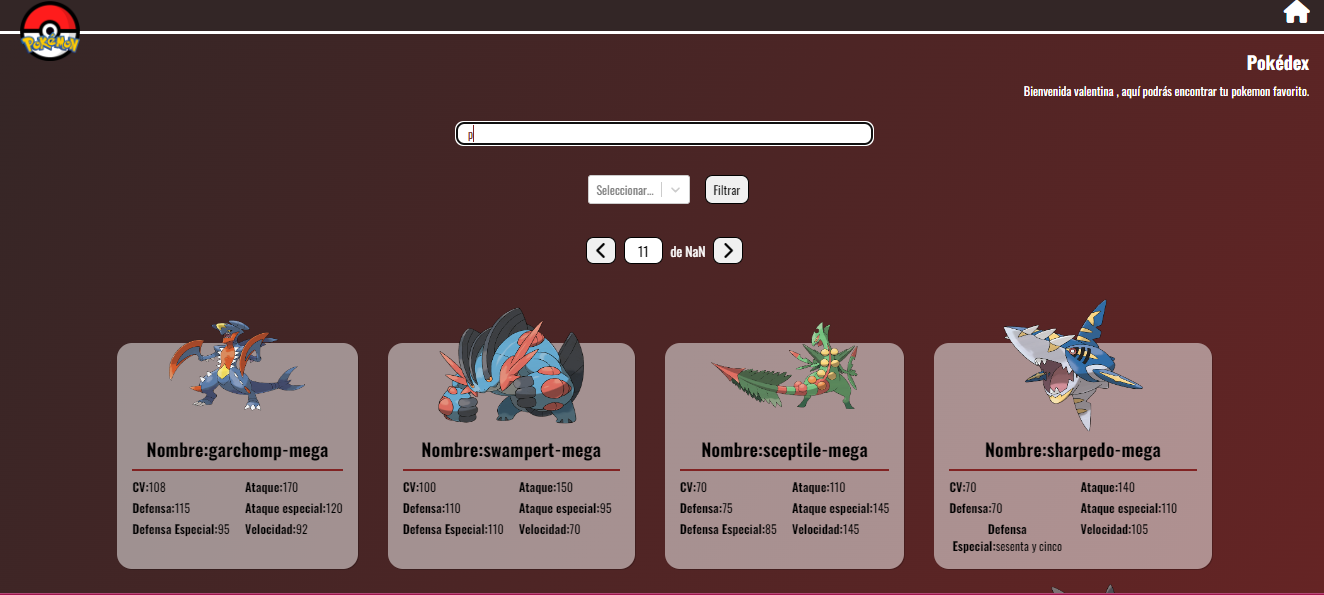 Pokémon
Pokédex
Bienvenida valentina , aquí podrás encontrar tu pokemon favorito.
p
Seleccionar...
Filtrar
11 de NaN
Nombre:garchomp-mega
CV:108 Ataque:170
Defensa:115 Ataque especial:120
Defensa Especial:95 Velocidad:92
Nombre:swampert-mega
CV:100 Ataque:150
Defensa:110 Ataque especial:95
Defensa Especial:110 Velocidad:70
Nombre:sceptile-mega
CV:70 Ataque:110
Defensa:75 Ataque especial:145
Defensa Especial:85 Velocidad:145
Nombre:sharpedo-mega
CV:70 Ataque:140
Defensa:70 Ataque especial:110
Defensa Velocidad:105
Especial:sesenta y cinco